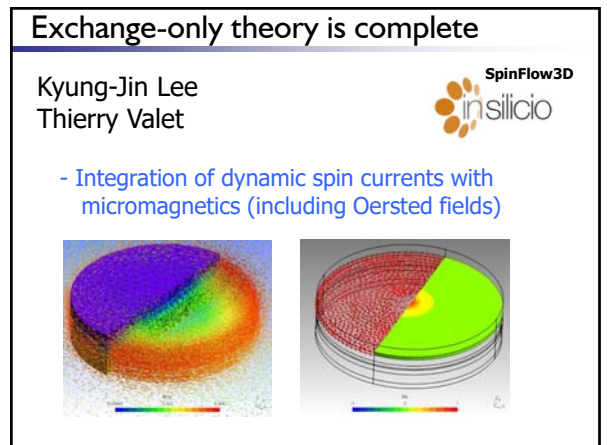 Exchange-only theory is complete
Kyung-Jin Lee
Thierry Valet
SpinFlow3D
insilicio
- Integration of dynamic spin currents with
micromagnetics (including Oersted fields)